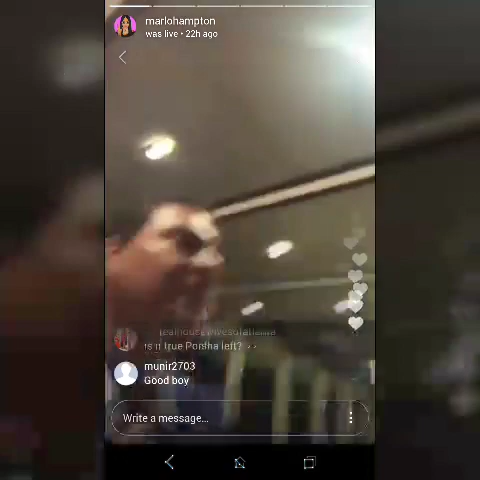 marlohampton
was live • 22h ago
is it true Porsha left?
munir2703
Good boy
Write a message...